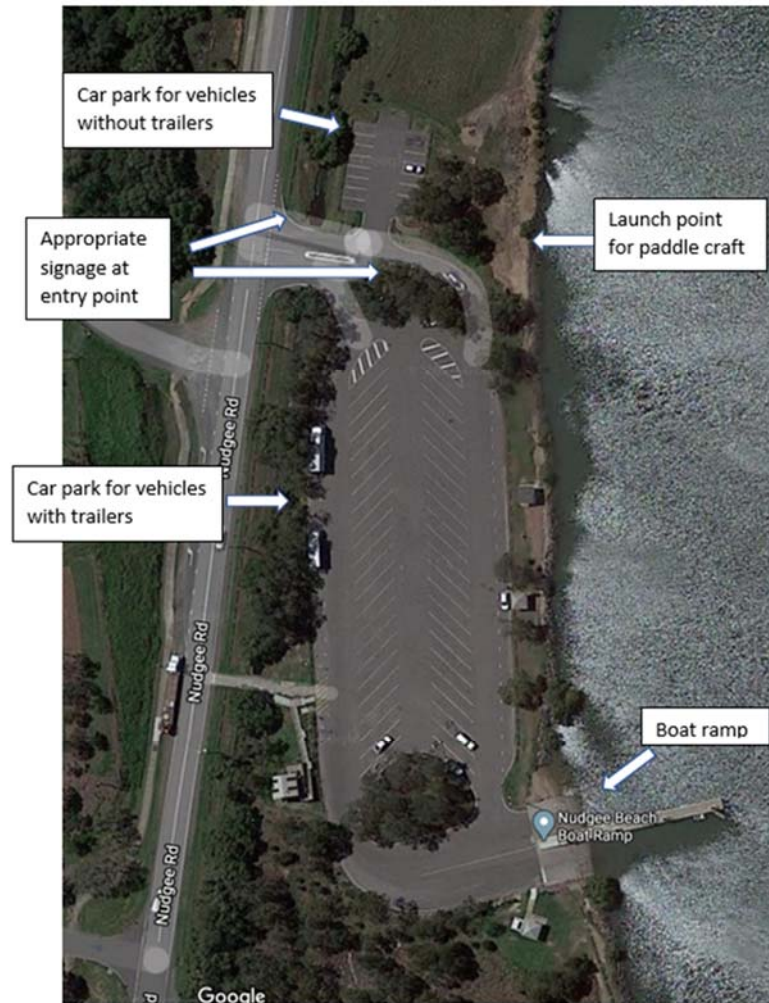 Car park for vehicles
without trailers
Appropriate
signage at
entry point
Launch point
for paddle craft
Nudgee Rd
Car park for vehicles
with trailers
Nudgee Rd
Boat ramp
Nudgee Beach
Boat Ramp
Nudgee Rd
d
Google